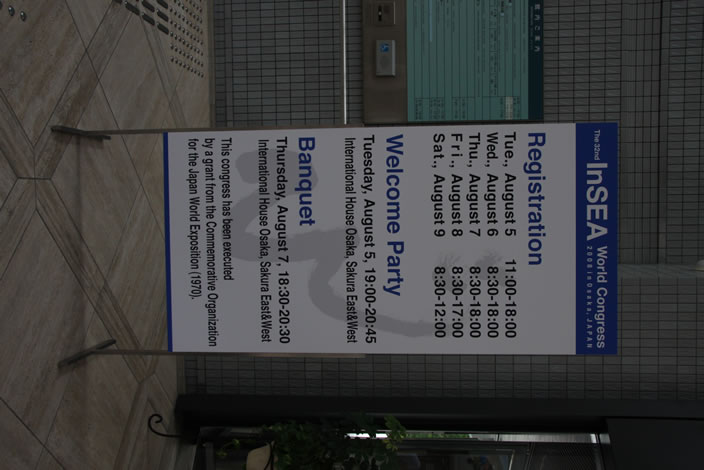 The 32nd InSEA World Congress
2008 in Osaka, JAPAN
Registration
Tue., August 5 11:00-18:00
Wed., August 6 8:30-18:00
Thu., August 7 8:30-18:00
Fri., August 8 8:30-17:00
Sat., August 9 8:30-12:00
Welcome Party
Tuesday, August 5, 19:00-20:45
International House Osaka, Sakura East&West
Banquet
Thursday, August 7, 18:30-20:30
International House Osaka, Sakura East&West
This congress has been executed
by a grant from the Commemorative Organization
for the Japan World Exposition (1970).